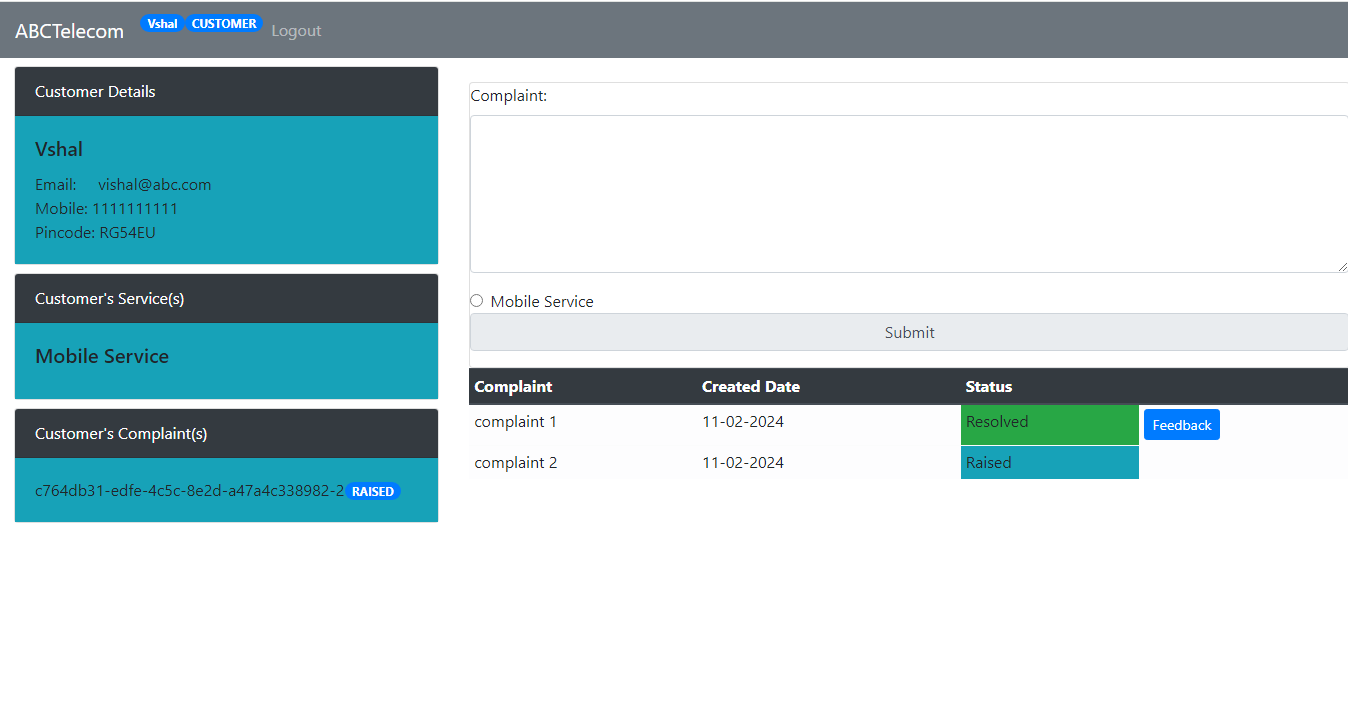 ABCTelecom Vshal CUSTOMER Logout
Customer Details
Vshal
Email: vishal@abc.com
Mobile: 1111111111
Pincode: RG54EU
Customer's Service(s)
Mobile Service
Customer's Complaint(s)
c764db31-edfe-4c5c-8e2d-a47a4c338982-2 RAISED
Complaint:
Mobile Service
Submit
Complaint Created Date Status
complaint 1 11-02-2024 Resolved Feedback
complaint 2 11-02-2024 Raised